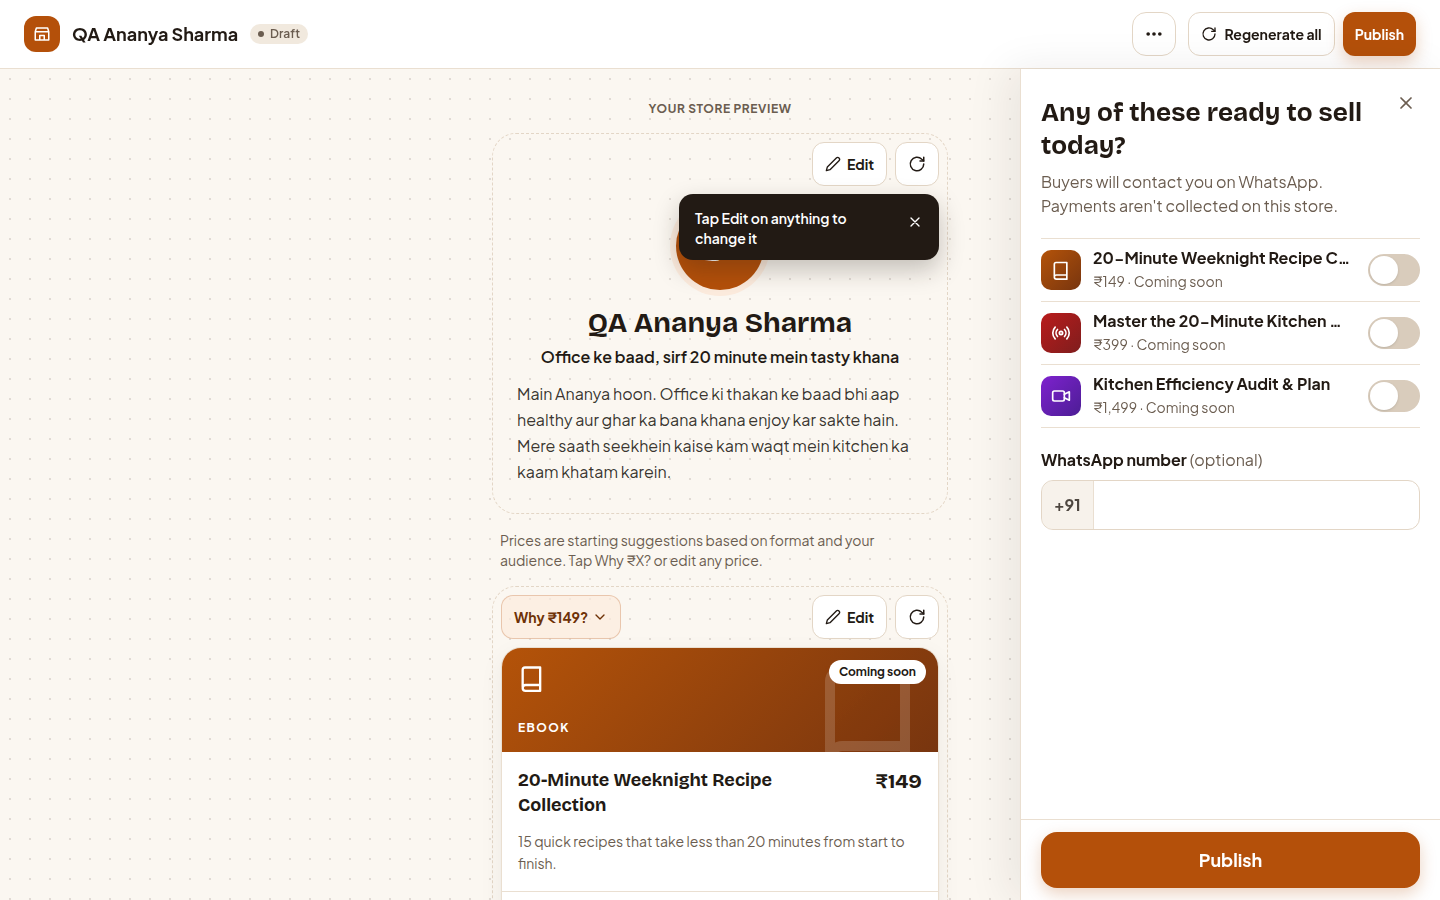 QA Ananya Sharma
Draft
Regenerate all
Publish
YOUR STORE PREVIEW
Edit
Tap Edit on anything to
change it
QA Ananya Sharma
Office ke baad, sirf 20 minute mein tasty khana
Main Ananya hoon. Office ki thakan ke baad bhi aap
healthy aur ghar ka bana khana enjoy kar sakte hain.
Mere saath seekhein kaise kam waqt mein kitchen ka
kaam khatam karein.
Prices are starting suggestions based on format and your
audience. Tap Why ₹X? or edit any price.
Why ₹149?
Edit
Coming soon
EBOOK
20-Minute Weeknight Recipe
Collection
₹149
15 quick recipes that take less than 20 minutes from start to
finish.
Any of these ready to sell
today?
Buyers will contact you on WhatsApp.
Payments aren't collected on this store.
20-Minute Weeknight Recipe C...
₹149 · Coming soon
Master the 20-Minute Kitchen ...
₹399 · Coming soon
Kitchen Efficiency Audit & Plan
₹1,499 · Coming soon
WhatsApp number (optional)
+91
Publish